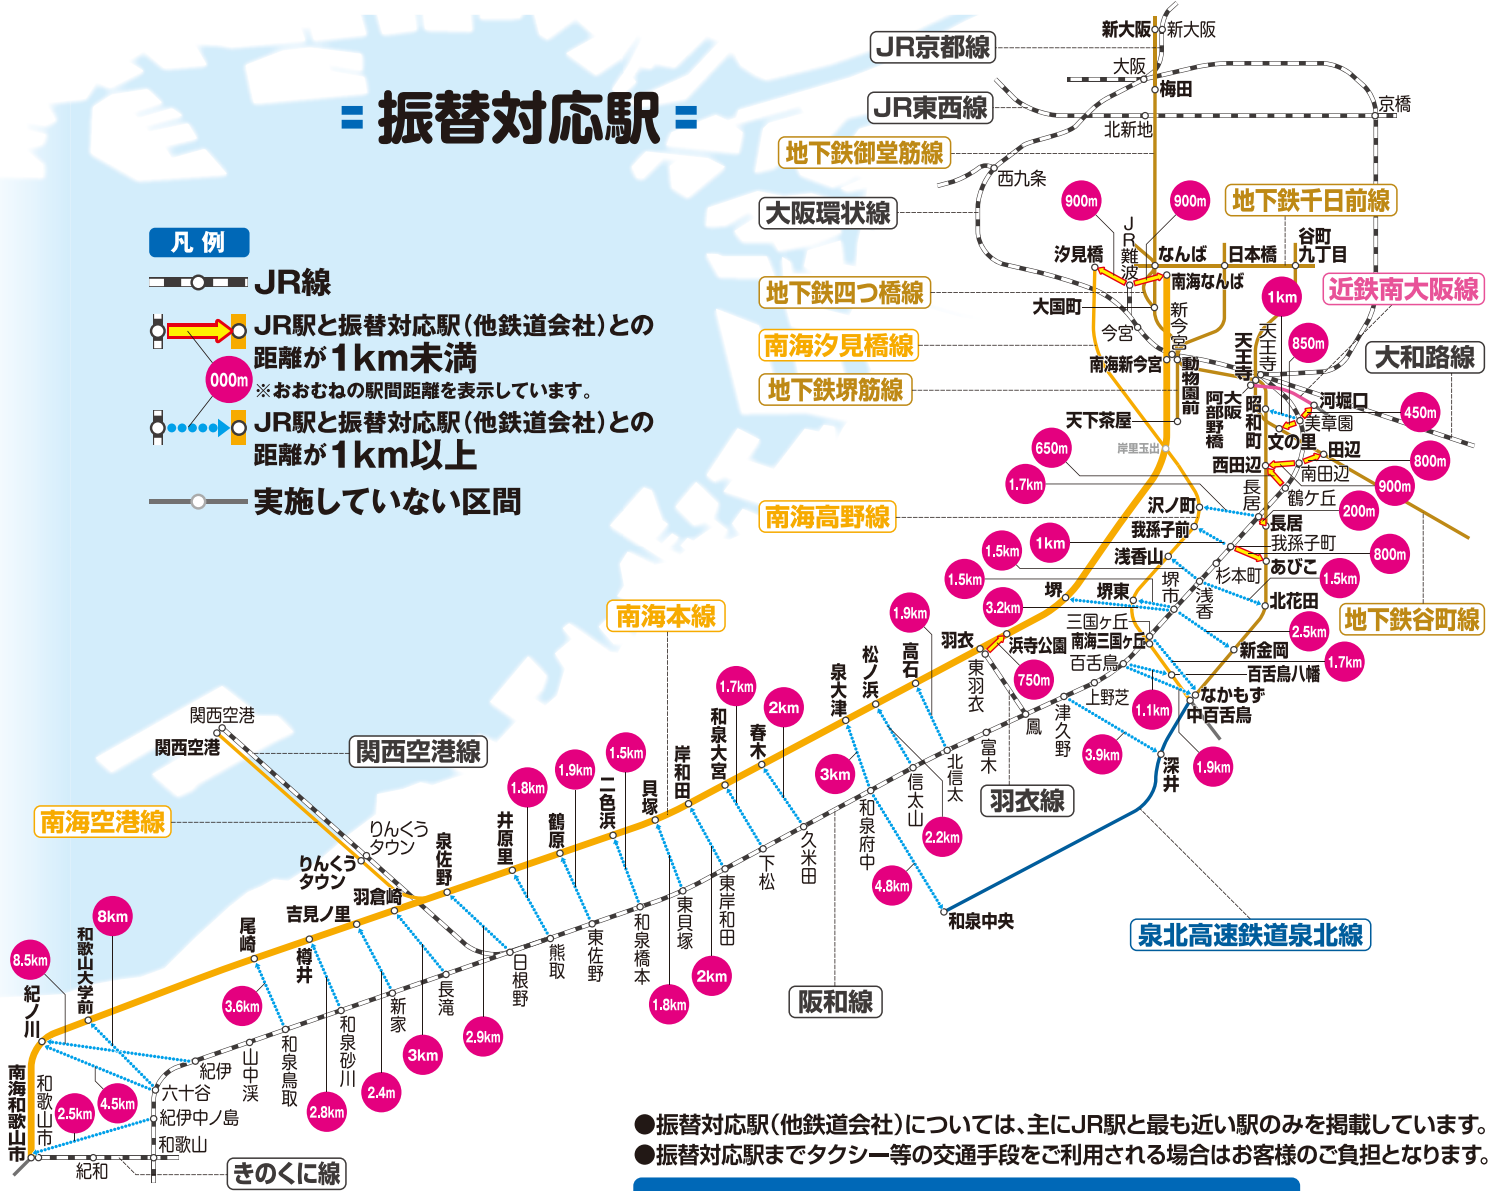 振替対応駅
凡例
JR線
JR駅と振替対応駅(他鉄道会社)との
距離が1km未満
000m
※おおむねの駅間距離を表示しています。
JR駅と振替対応駅(他鉄道会社)との
距離が1km以上
実施していない区間
JR京都線
新大阪
新大阪
大阪
梅田
JR東西線
京橋
北新地
地下鉄御堂筋線
西九条
大阪環状線
900m
900m
地下鉄千日前線
汐見橋
JR難波
なんば
日本橋
谷町
九丁目
南海なんば
近鉄南大阪線
地下鉄四つ橋線
大国町
1km
今宮
新今宮
南海汐見橋線
天王寺
天王寺
850m
大和路線
南海新今宮
動物園前
地下鉄堺筋線
大阪
阿部野橋
昭和町
河堀口
450m
美章園
天下茶屋
文の里
岸里玉出
650m
西田辺
田辺
800m
南田辺
1.7km
長居
鶴ケ丘
900m
200m
南海高野線
沢ノ町
長居
我孫子前
1km
我孫子町
800m
1.5km
浅香山
杉本町
あびこ
1.5km
1.5km
堺
堺東
堺市
浅香
北花田
3.2km
地下鉄谷町線
南海本線
1.9km
三国ケ丘
2.5km
羽衣
浜寺公園
南海三国ケ丘
新金岡
高石
松ノ浜
百舌鳥
1.7km
東羽衣
750m
百舌鳥八幡
泉大津
1.7km
上野芝
なかもず
中百舌鳥
1.1km
2km
和泉大宮
春木
津久野
鳳
関西空港
関西空港
関西空港線
1.5km
岸和田
富木
3.9km
1.9km
深井
1.9km
3km
北信太
信太山
1.8km
二色浜
貝塚
和泉府中
羽衣線
南海空港線
りんくう
タウン
りんくう
タウン
井原里
鶴原
泉佐野
久米田
2.2km
下松
4.8km
羽倉崎
東岸和田
和泉中央
吉見ノ里
東貝塚
泉北高速鉄道泉北線
8km
尾崎
和泉橋本
和歌山大学前
樽井
東佐野
8.5km
熊取
2km
日根野
紀ノ川
3.6km
長滝
1.8km
阪和線
新家
2.9km
和泉砂川
3km
和泉鳥取
山中渓
2.4m
紀伊
2.8km
南海和歌山市
和歌山市
六十谷
4.5km
2.5km
紀伊中ノ島
和歌山
紀和
きのくに線
●振替対応駅(他鉄道会社)については、主にJR駅と最も近い駅のみを掲載しています。
●振替対応駅までタクシー等の交通手段をご利用される場合はお客様のご負担となります。